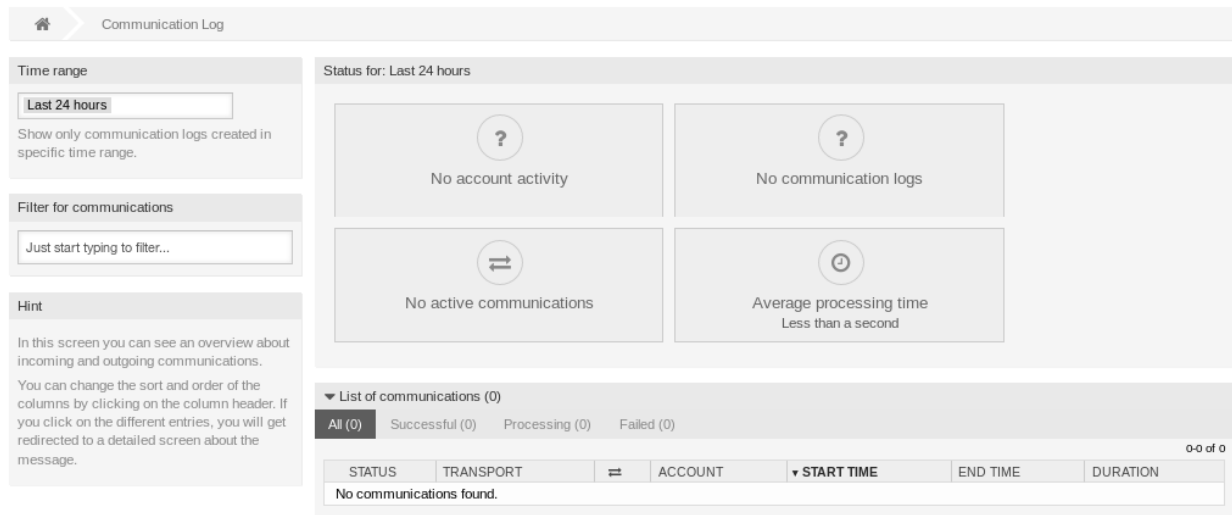 Communication Log
Time range
Last 24 hours
Show only communication logs created in
specific time range.
Filter for communications
Just start typing to filter...
Hint
In this screen you can see an overview about
incoming and outgoing communications.
You can change the sort and order of the
columns by clicking on the column header. If
you click on the different entries, you will get
redirected to a detailed screen about the
message.
Status for: Last 24 hours
?
No account activity
?
No communication logs
No active communications
Average processing time
Less than a second
List of communications (0)
All (0) Successful (0) Processing (0) Failed (0)
0-0 of 0
STATUS TRANSPORT ACCOUNT START TIME END TIME DURATION
No communications found.